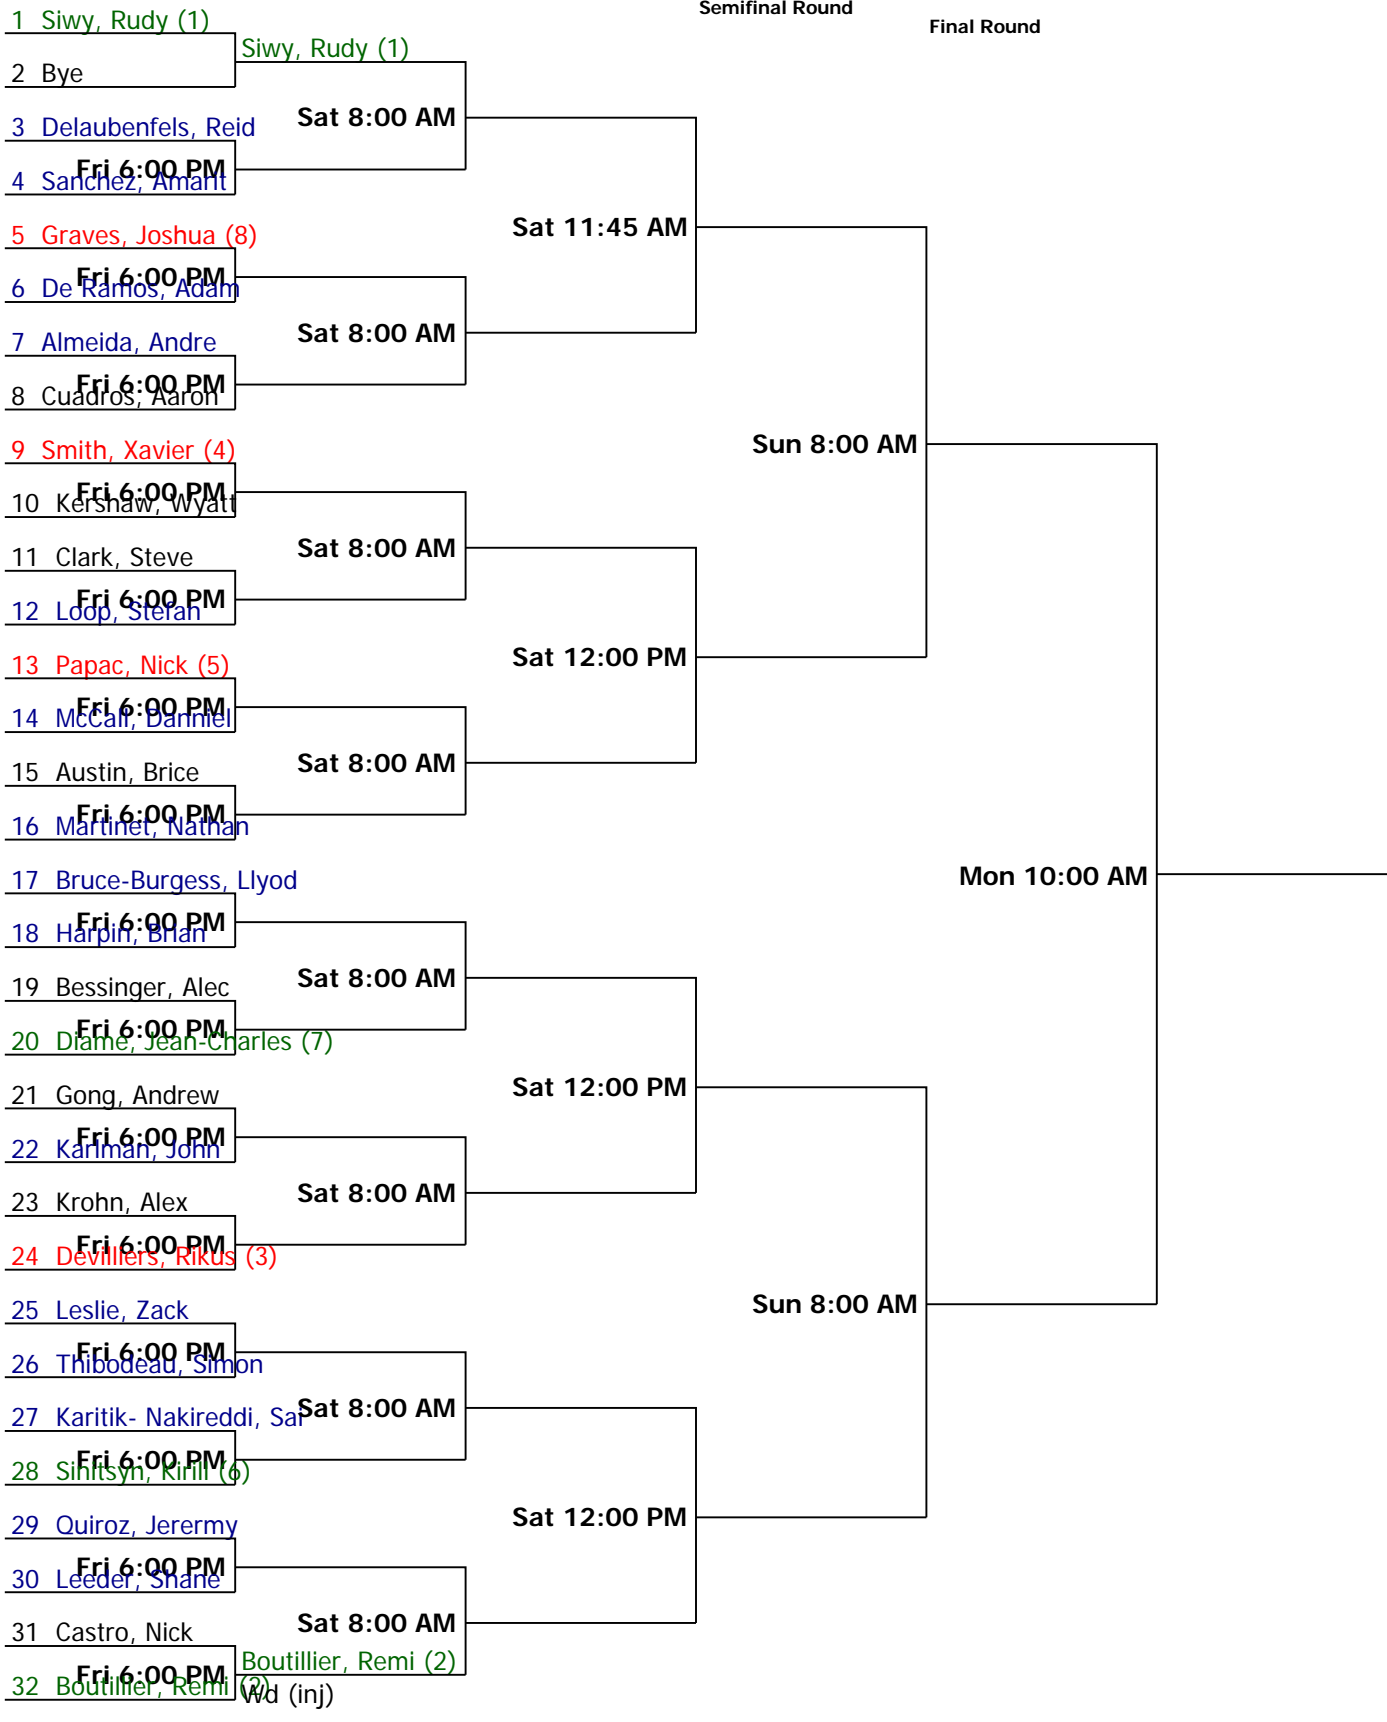 Semifinal Round
Final Round
1 Siwy, Rudy (1)
Siwy, Rudy (1)
2 Bye
Sat 8:00 AM
3 Delaubenfels, Reid
Fri 6:00 PM
4 Sanchez, Amarit
Sat 11:45 AM
5 Graves, Joshua (8)
Fri 6:00 PM
6 De Ramos, Adam
Sat 8:00 AM
7 Almeida, Andre
Fri 6:00 PM
8 Cuadros, Aaron
Sun 8:00 AM
9 Smith, Xavier (4)
Fri 6:00 PM
10 Kershaw, Wyatt
Sat 8:00 AM
11 Clark, Steve
Fri 6:00 PM
12 Loop, Stefan
Sat 12:00 PM
13 Papac, Nick (5)
Fri 6:00 PM
14 McCall, Danniel
Sat 8:00 AM
15 Austin, Brice
Fri 6:00 PM
16 Martinet, Nathan
Mon 10:00 AM
17 Bruce-Burgess, Llyod
Fri 6:00 PM
18 Harpin, Brian
Sat 8:00 AM
19 Bessinger, Alec
Fri 6:00 PM
20 Diame, Jean-Charles (7)
Sat 12:00 PM
21 Gong, Andrew
Fri 6:00 PM
22 Karlman, John
Sat 8:00 AM
23 Krohn, Alex
Fri 6:00 PM
24 Devilliers, Rikus (3)
Sun 8:00 AM
25 Leslie, Zack
Fri 6:00 PM
26 Thibodeau, Simon
Sat 8:00 AM
27 Karitik- Nakireddi, Sai
Fri 6:00 PM
28 Sinitsyn, Kirill (6)
Sat 12:00 PM
29 Quiroz, Jerermy
Fri 6:00 PM
30 Leeder, Shane
Sat 8:00 AM
31 Castro, Nick
Boutillier, Remi (2)
Fri 6:00 PM
32 Boutillier, Remi (2)
Wd (inj)